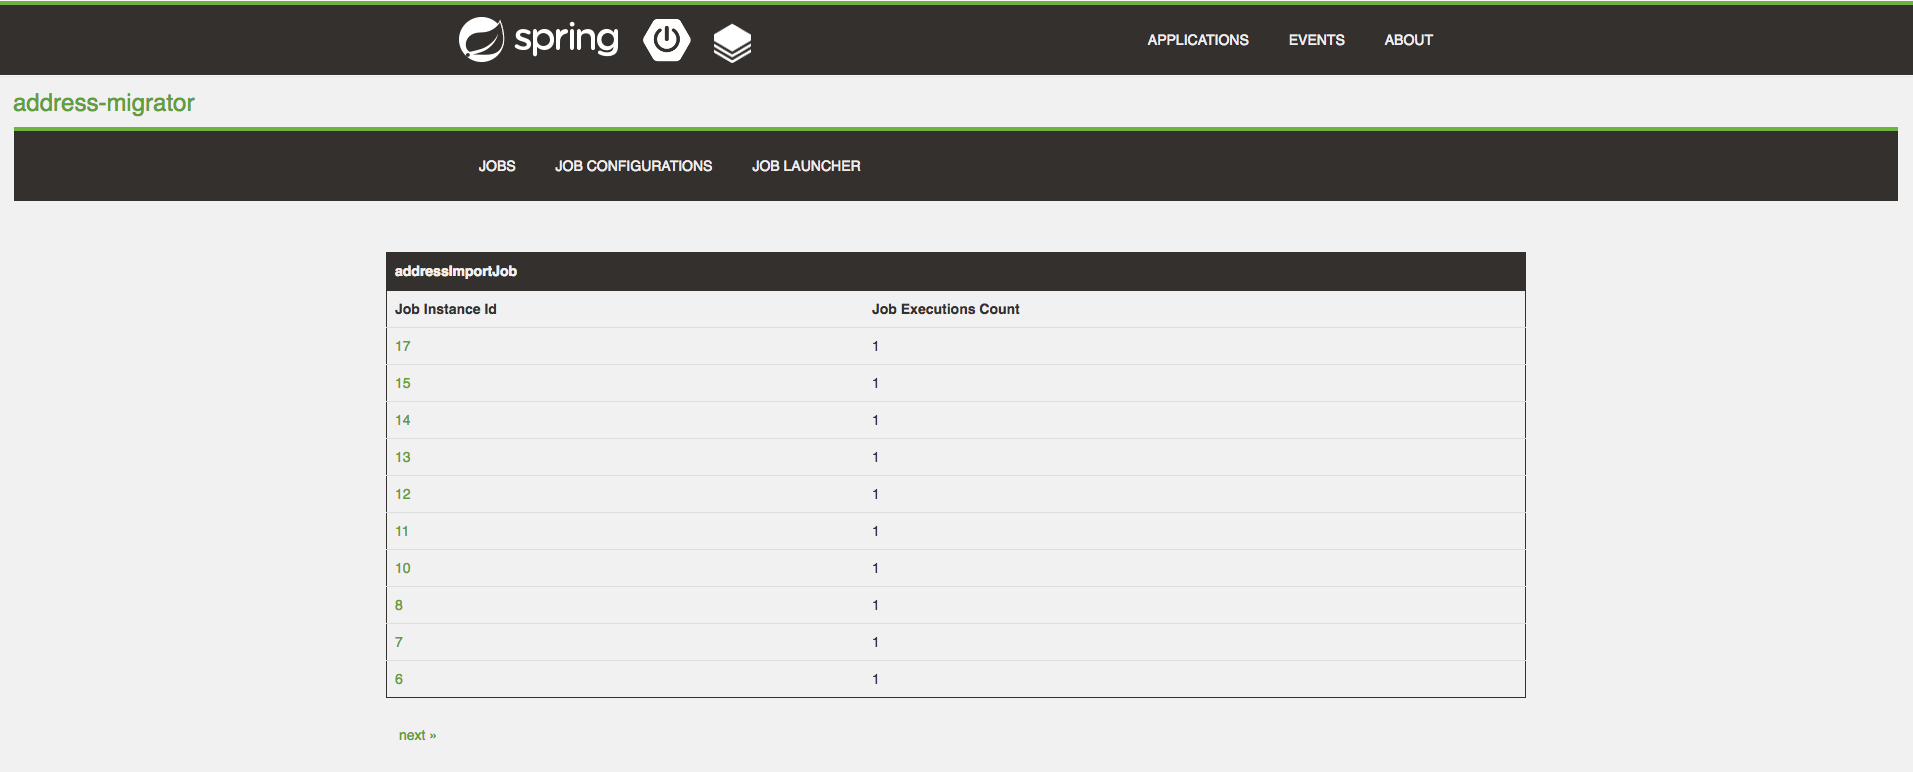 spring APPLICATIONS EVENTS ABOUT
address-migrator
JOBS JOB CONFIGURATIONS JOB LAUNCHER
addressImportJob
Job Instance Id Job Executions Count
17 1
15 1
14 1
13 1
12 1
11 1
10 1
8 1
7 1
6 1
next »